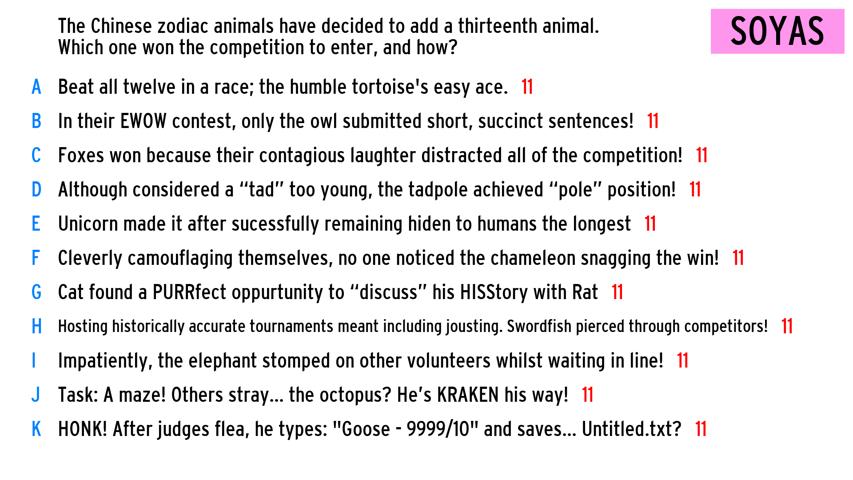 The Chinese zodiac animals have decided to add a thirteenth animal.
Which one won the competition to enter, and how?
SOYAS
A Beat all twelve in a race; the humble tortoise's easy ace. 11
B In their EWOW contest, only the owl submitted short, succinct sentences! 11
C Foxes won because their contagious laughter distracted all of the competition! 11
D Although considered a “tad” too young, the tadpole achieved “pole” position! 11
E Unicorn made it after sucessfully remaining hiden to humans the longest 11
F Cleverly camouflaging themselves, no one noticed the chameleon snagging the win! 11
G Cat found a PURRfect oppurtunity to “discuss” his HISStory with Rat 11
H Hosting historically accurate tournaments meant including jousting. Swordfish pierced through competitors! 11
I Impatiently, the elephant stomped on other volunteers whilst waiting in line! 11
J Task: A maze! Others stray... the octopus? He's KRAKEN his way! 11
K HONK! After judges flea, he types: "Goose - 9999/10" and saves... Untitled.txt? 11